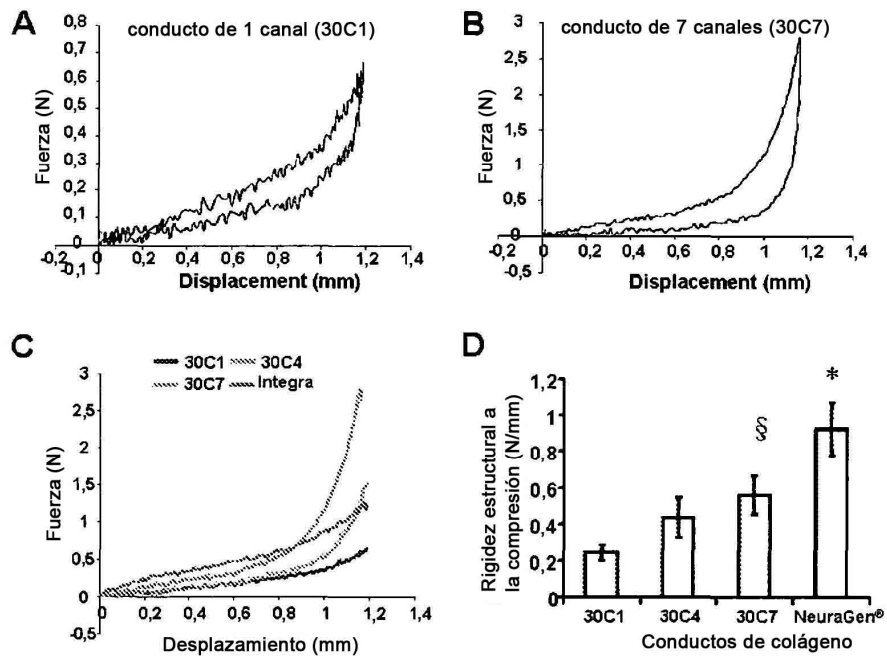 A
conducto de 1 canal (30C1)
Fuerza (N)
0,8
0,7
0,6
0,5
0,4
0,3
0,2
0,1
0
-0,1
-0,2 0 0,2 0,4 0,6 0,8 1 1,2 1,4
Displacement (mm)
B
conducto de 7 canales (30C7)
Fuerza (N)
3
2,5
2
1,5
1
0,5
0
-0,5
-0,2 0 0,2 0,4 0,6 0,8 1 1,2 1,4
Displacement (mm)
C
30C1 30C4
30C7 Integra
Fuerza (N)
3
2,5
2
1,5
1
0,5
0
-0,5
0 0,2 0,4 0,6 0,8 1 1,2 1,4
Desplazamiento (mm)
D
Rigidez estructural a
la compresión (N/mm)
1,2
1
0,8
0,6
0,4
0,2
0
§
*
30C1 30C4 30C7 NeuraGen®
Conductos de colágeno